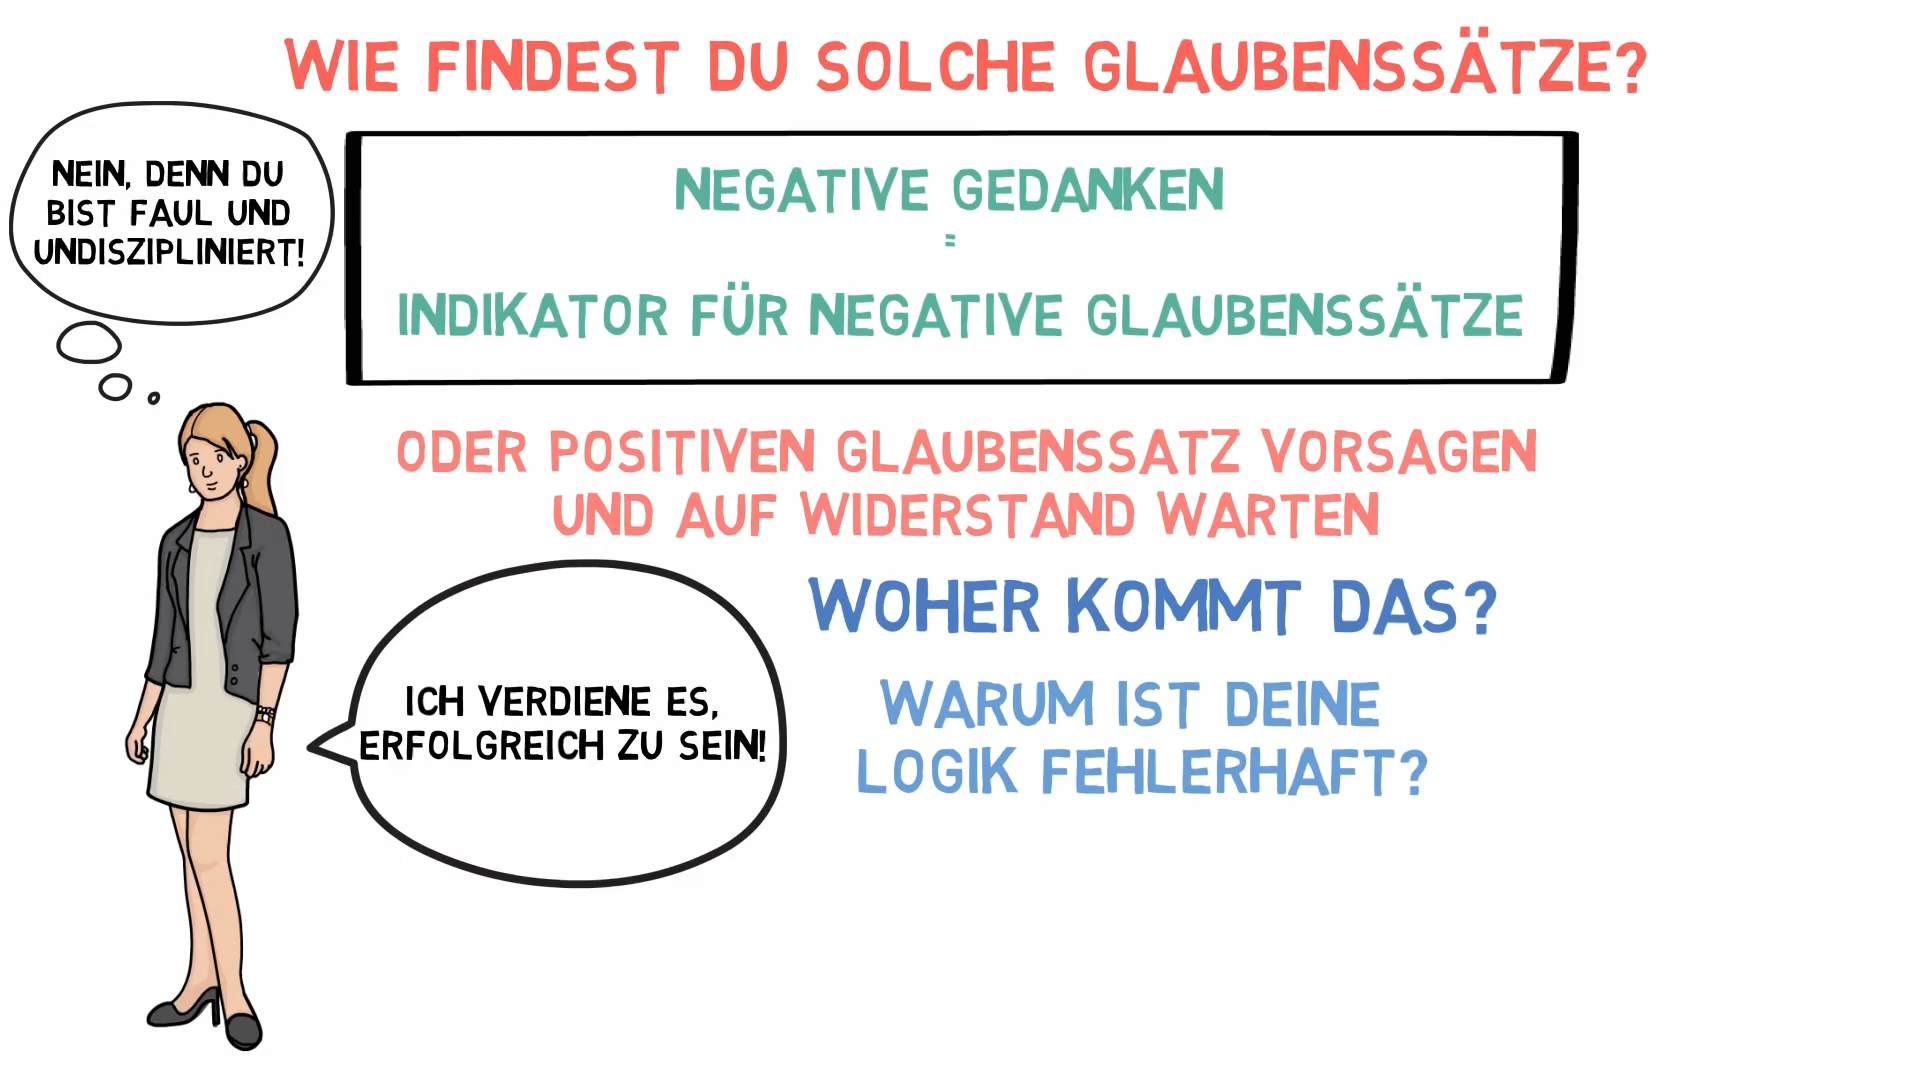 WIE FINDEST DU SOLCHE GLAUBENSSÄTZE?
NEIN, DENN DU
BIST FAUL UND
UNDISZIPLINIERT!
NEGATIVE GEDANKEN
=
INDIKATOR FÜR NEGATIVE GLAUBENSSÄTZE
ODER POSITIVEN GLAUBENSSATZ VORSAGEN
UND AUF WIDERSTAND WARTEN
ICH VERDIENE ES,
ERFOLGREICH ZU SEIN!
WOHER KOMMT DAS?
WARUM IST DEINE
LOGIK FEHLERHAFT?